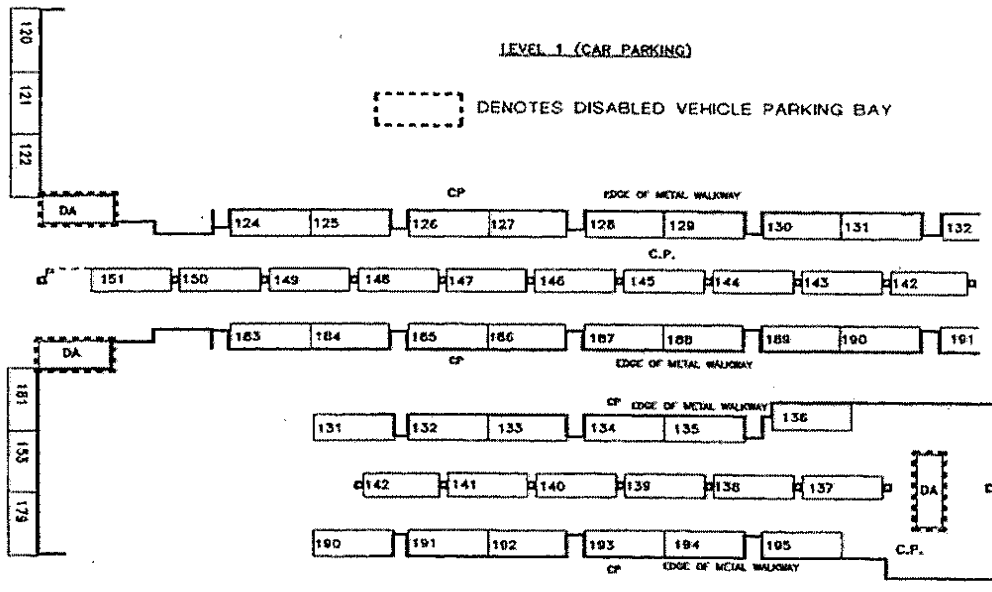 LEVEL 1 (CAR PARKING)
DENOTES DISABLED VEHICLE PARKING BAY
120
121
122
DA
CP
EDGE OF METAL WALKWAY
124 125 126 127 128 129 130 131 132
C.P.
151 150 149 148 147 146 145 144 143 142
183 184 185 186 187 188 189 190 191
DA
CP
EDGE OF METAL WALKWAY
181
153
179
CP EDGE OF METAL WALKWAY
131 132 133 134 135 136
142 141 140 139 138 137 DA
190 191 192 193 194 195
C.P.
CP EDGE OF METAL WALKWAY